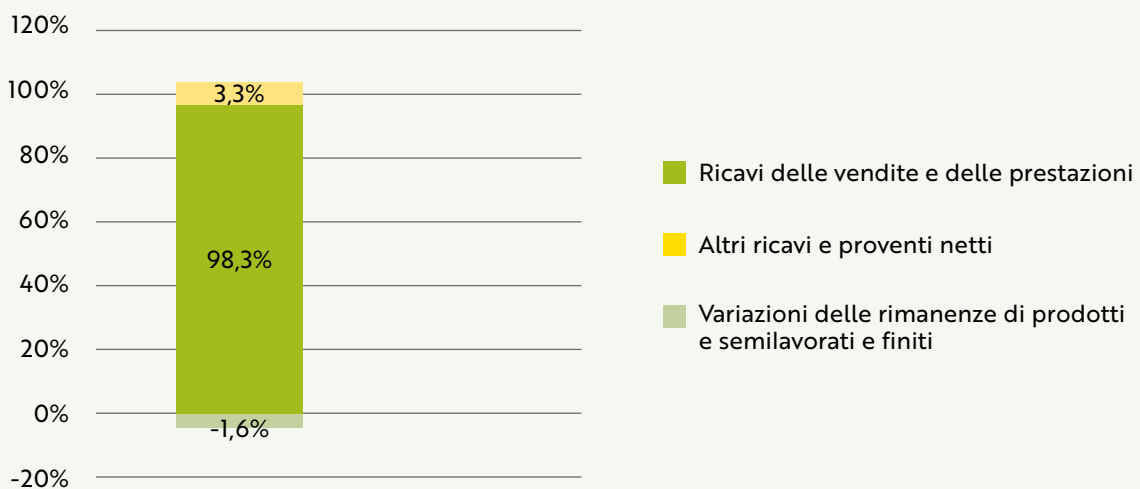 120%
100%
80%
60%
40%
20%
0%
-20%
3,3%
98,3%
-1,6%
Ricavi delle vendite e delle prestazioni
Altri ricavi e proventi netti
Variazioni delle rimanenze di prodotti
e semilavorati e finiti